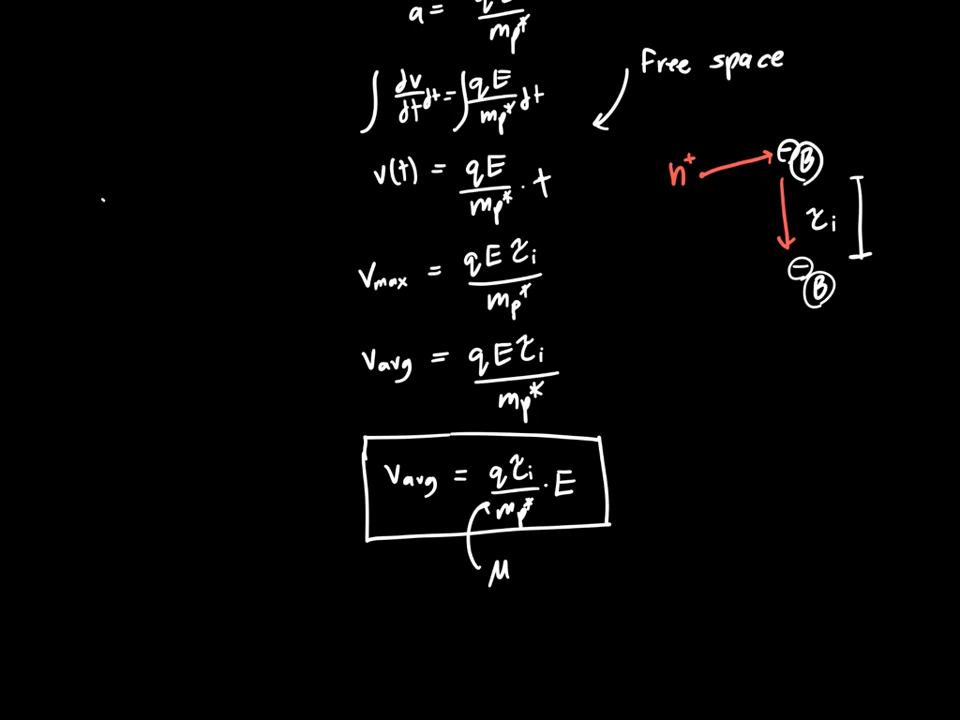 a = qE/mp*
Free space
∫ dv/dt dt = ∫ qE/mp* dt
v(t) = qE/mp* · t
h+ − B
τi
− B
Vmax = qEτi/mp*
Vavg = qEτi/mp*
Vavg = qτi/mp* · E
μ